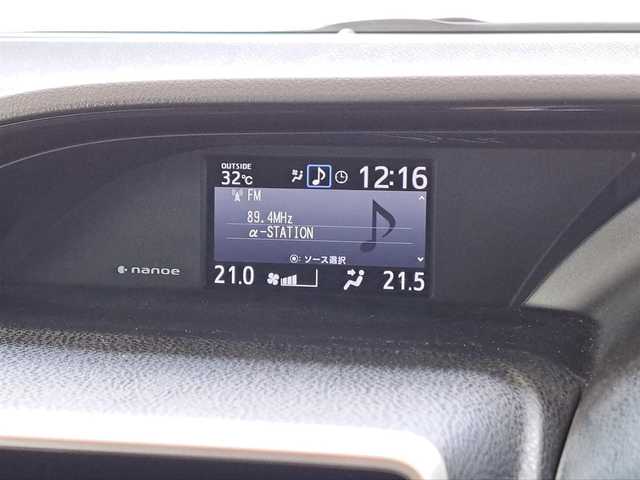 OUTSIDE
32℃
12:16
FM
89.4MHz
α-STATION
◉: ソース選択
nanoe
21.0
21.5